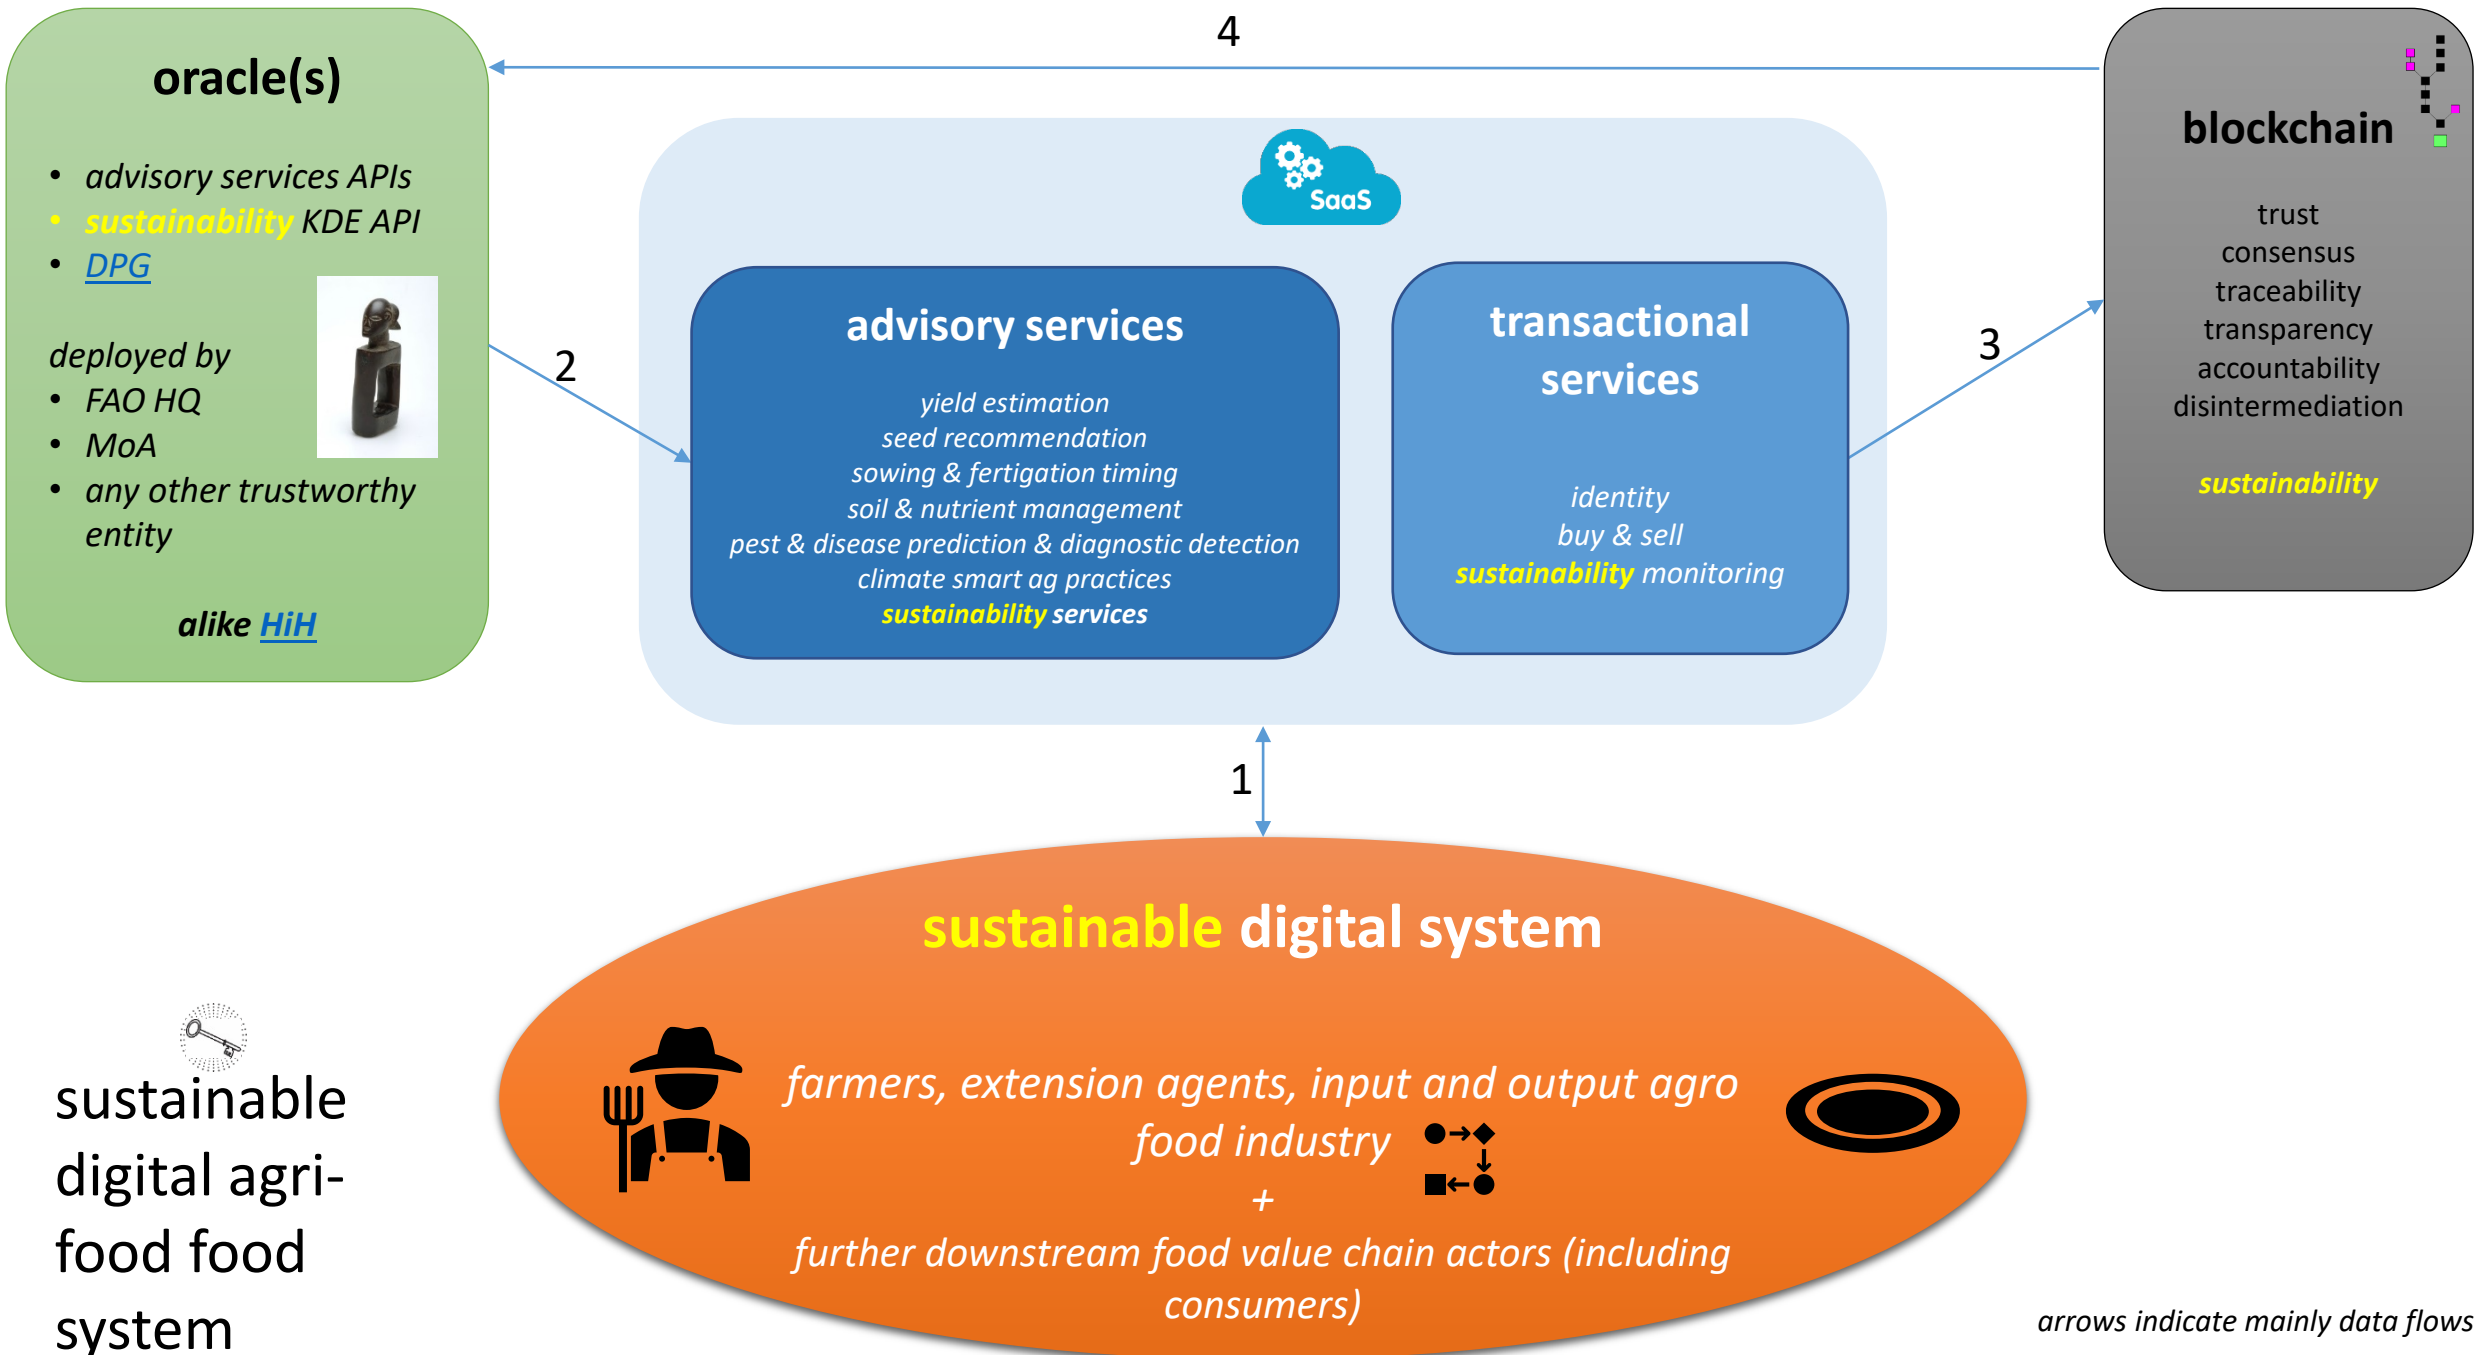 4
oracle(s)
• advisory services APIs
• sustainability KDE API
• DPG
deployed by
• FAO HQ
• MoA
• any other trustworthy
entity
alike HiH
2
SaaS
advisory services
yield estimation
seed recommendation
sowing & fertigation timing
soil & nutrient management
pest & disease prediction & diagnostic detection
climate smart ag practices
sustainability services
transactional
services
identity
buy & sell
sustainability monitoring
3
blockchain
trust
consensus
traceability
transparency
accountability
disintermediation
sustainability
1
sustainable digital system
farmers, extension agents, input and output agro
food industry
+
further downstream food value chain actors (including
consumers)
sustainable
digital agri-
food food
system
arrows indicate mainly data flows